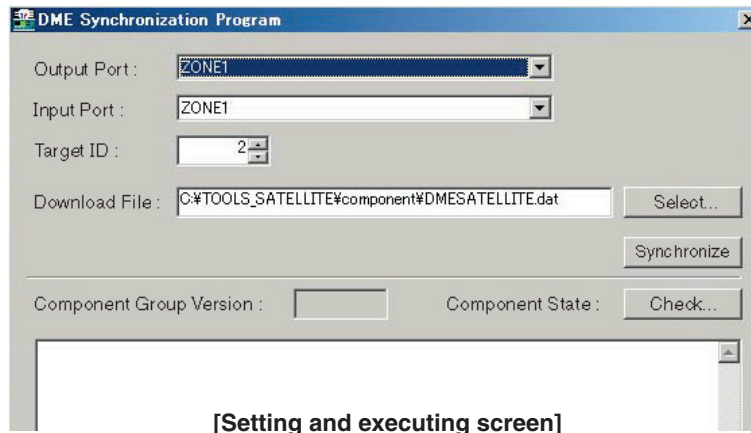 DME Synchronization Program
Output Port : ZONE1
Input Port : ZONE1
Target ID : 2
Download File : C:¥TOOLS_SATELLITE¥component¥DMESATELLITE.dat Select...
Synchronize
Component Group Version : Component State : Check...
[Setting and executing screen]